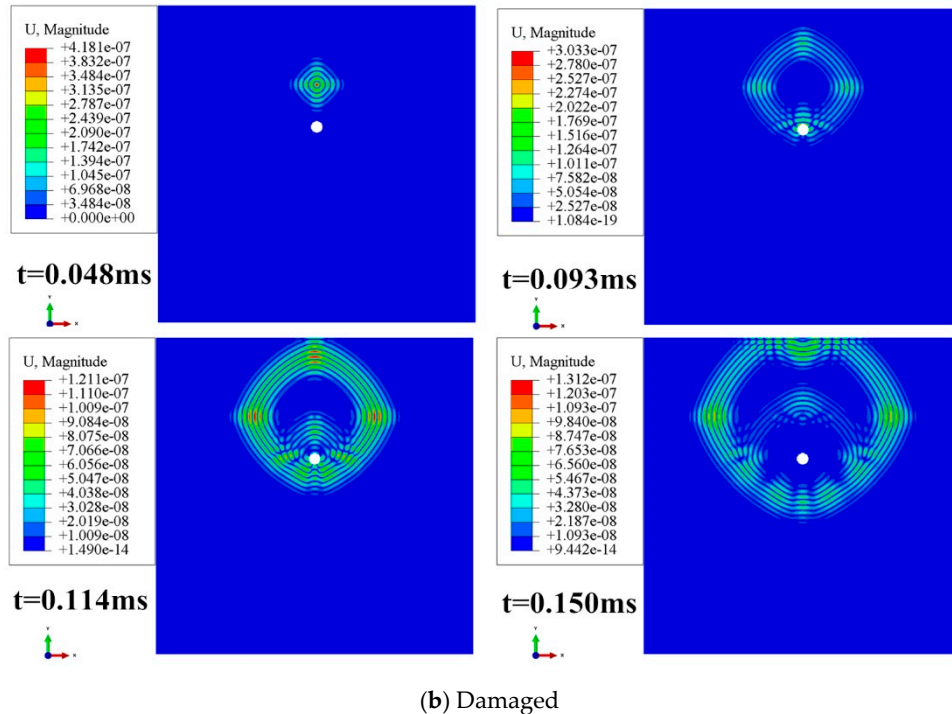 U, Magnitude
+4.181e-07
+3.832e-07
+3.484e-07
+3.135e-07
+2.787e-07
+2.439e-07
+2.090e-07
+1.742e-07
+1.394e-07
+1.045e-07
+6.968e-08
+3.484e-08
+0.000e+00
t=0.048ms
Y
X
U, Magnitude
+3.033e-07
+2.780e-07
+2.527e-07
+2.274e-07
+2.022e-07
+1.769e-07
+1.516e-07
+1.264e-07
+1.011e-07
+7.582e-08
+5.054e-08
+2.527e-08
+1.084e-19
t=0.093ms
Y
X
U, Magnitude
+1.211e-07
+1.110e-07
+1.009e-07
+9.084e-08
+8.075e-08
+7.066e-08
+6.056e-08
+5.047e-08
+4.038e-08
+3.028e-08
+2.019e-08
+1.009e-08
+1.490e-14
t=0.114ms
Y
X
U, Magnitude
+1.312e-07
+1.203e-07
+1.093e-07
+9.840e-08
+8.747e-08
+7.653e-08
+6.560e-08
+5.467e-08
+4.373e-08
+3.280e-08
+2.187e-08
+1.093e-08
+9.442e-14
t=0.150ms
Y
X
(b) Damaged